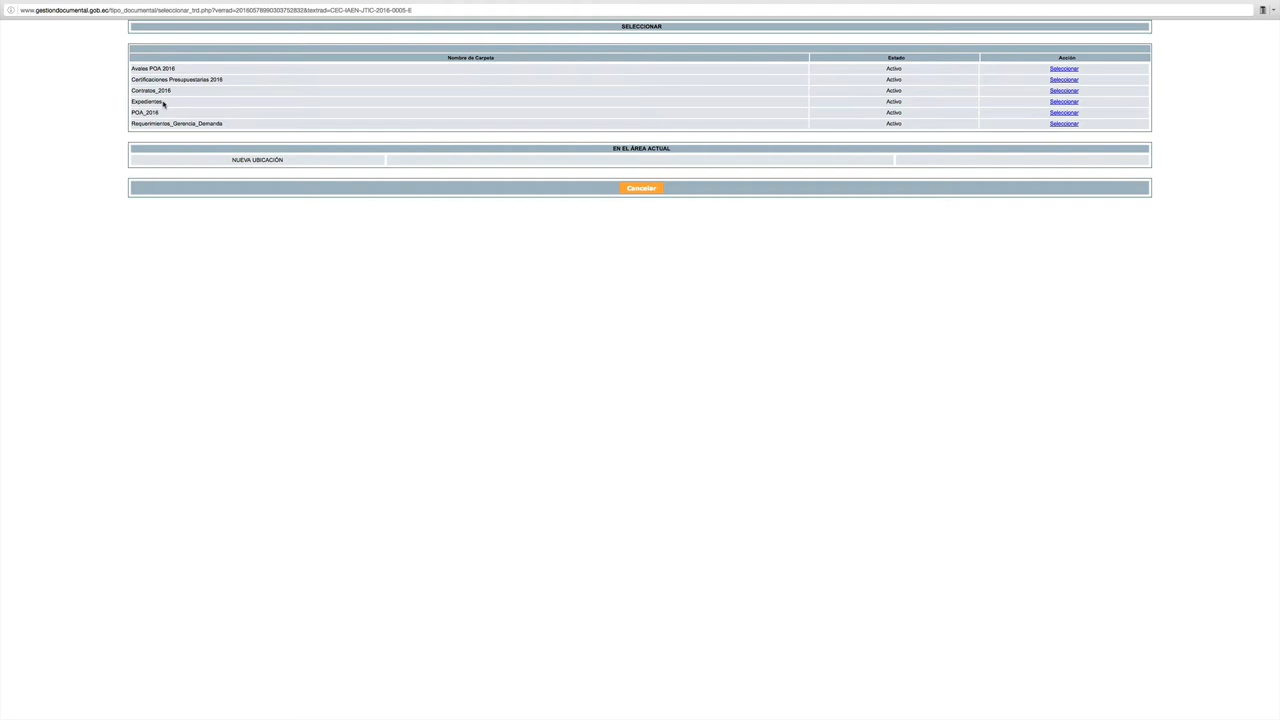 www.gestiondocumental.gob.ec/tipo_documental/seleccionar_trd.php?verrad=20160578990303752832&textrad=CEC-IAEN-JTIC-2016-0005-E
SELECCIONAR
Nombre de Carpeta Estado Acción
Avales POA 2016 Activo Seleccionar
Certificaciones Presupuestarias 2016 Activo Seleccionar
Contratos_2016 Activo Seleccionar
Expedientes Activo Seleccionar
POA_2016 Activo Seleccionar
Requerimientos_Gerencia_Demanda Activo Seleccionar
EN EL ÁREA ACTUAL
NUEVA UBICACIÓN
Cancelar